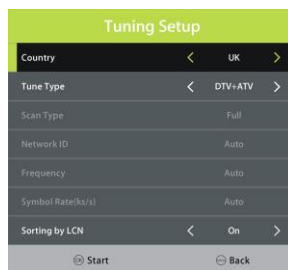 Tuning Setup
Country < UK >
Tune Type < DTV+ATV >
Scan Type Full
Network ID Auto
Frequency Auto
Symbol Rate(ks/s) Auto
Sorting by LCN < On >
Start Back